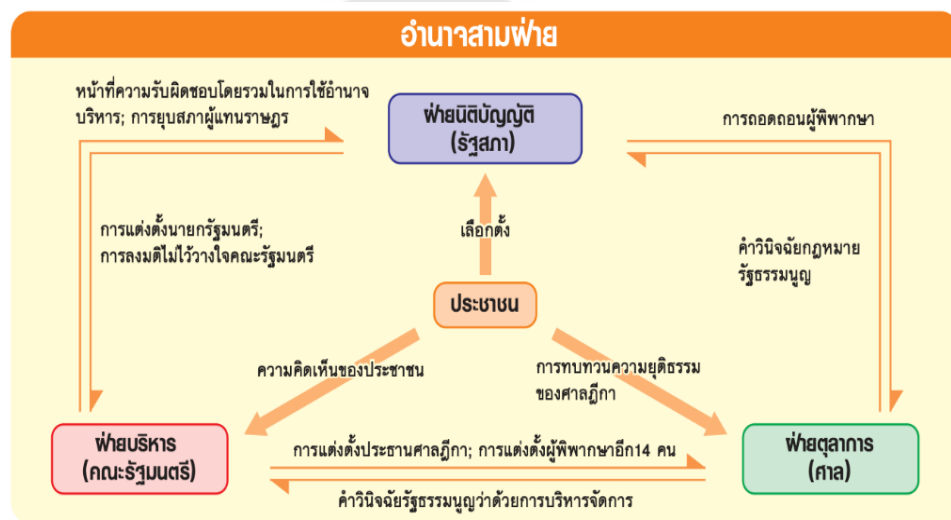 อำนาจสามฝ่าย
หน้าที่ความรับผิดชอบโดยรวมในการใช้อำนาจ
บริหาร; การยุบสภาผู้แทนราษฎร
ฝ่ายนิติบัญญัติ
(รัฐสภา)
การถอดถอนผู้พิพากษา
การแต่งตั้งนายกรัฐมนตรี;
การลงมติไม่ไว้วางใจคณะรัฐมนตรี
เลือกตั้ง
คำวินิจฉัยกฎหมาย
รัฐธรรมนูญ
ประชาชน
ความคิดเห็นของประชาชน
การทบทวนความยุติธรรม
ของศาลฎีกา
ฝ่ายบริหาร
(คณะรัฐมนตรี)
การแต่งตั้งประธานศาลฎีกา; การแต่งตั้งผู้พิพากษาอีก14 คน
คำวินิจฉัยรัฐธรรมนูญว่าด้วยการบริหารจัดการ
ฝ่ายตุลาการ
(ศาล)